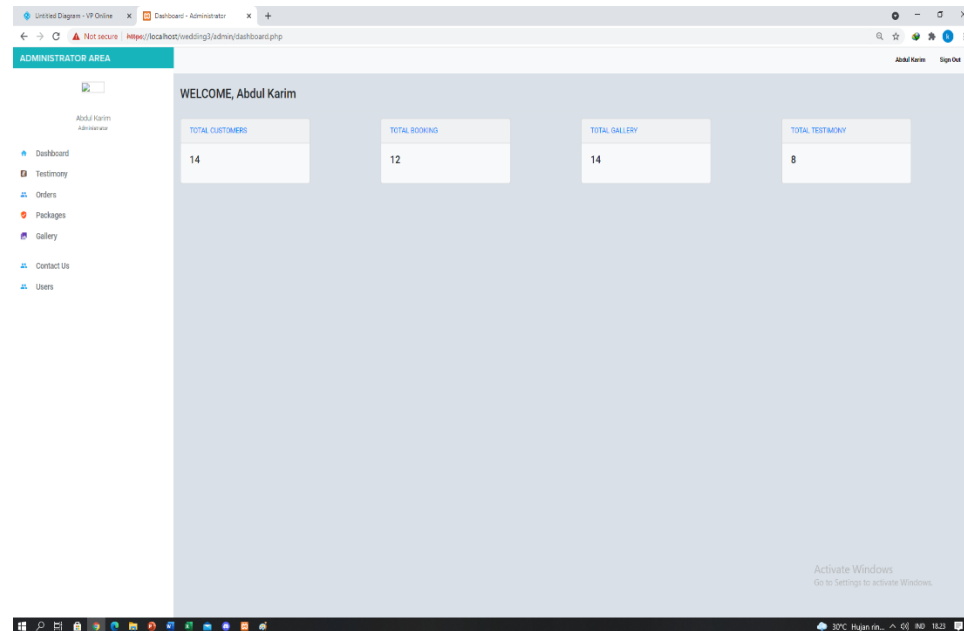 Untitled Diagram - VP Online
Dashboard - Administrator
Not secure | https://localhost/wedding3/admin/dashboard.php
ADMINISTRATOR AREA
Abdul Karim Sign Out
Abdul Karim
Administrator
Dashboard
Testimony
Orders
Packages
Gallery
Contact Us
Users
WELCOME, Abdul Karim
TOTAL CUSTOMERS
14
TOTAL BOOKING
12
TOTAL GALLERY
14
TOTAL TESTIMONY
8
Activate Windows
Go to Settings to activate Windows.
30°C Hujan rin... IND 18.23